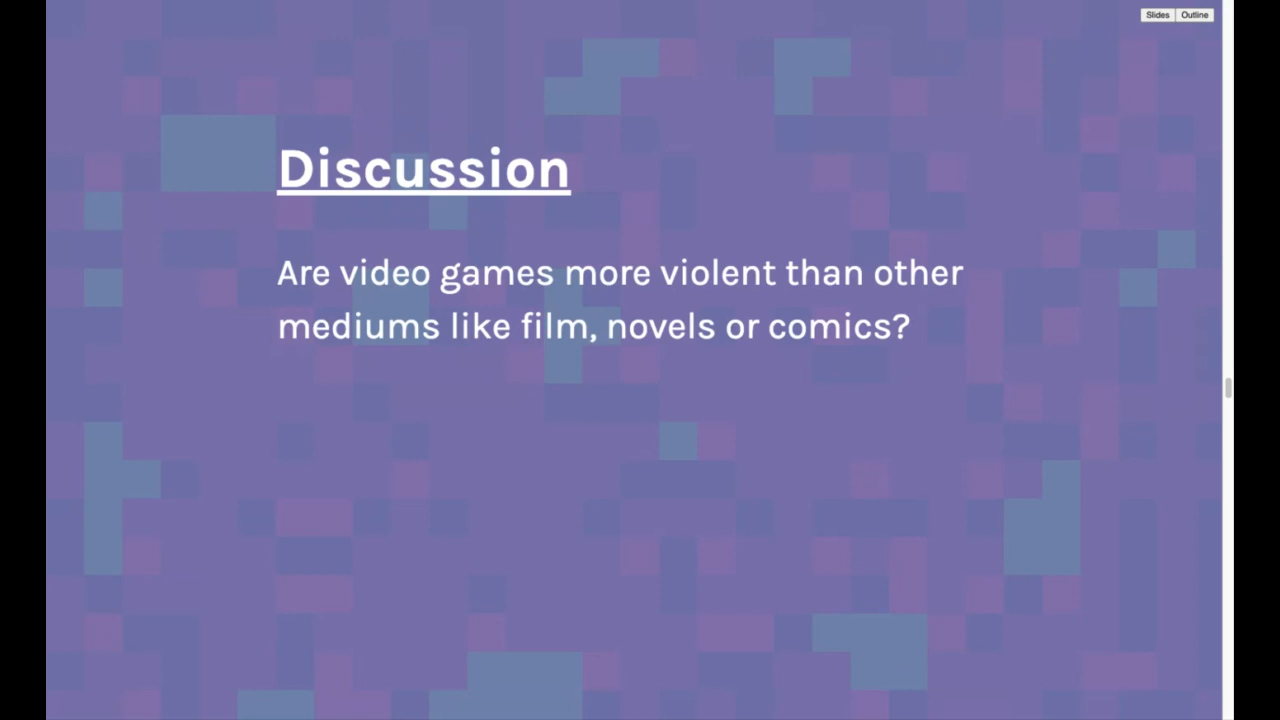 Slides Outline
Discussion
Are video games more violent than other
mediums like film, novels or comics?